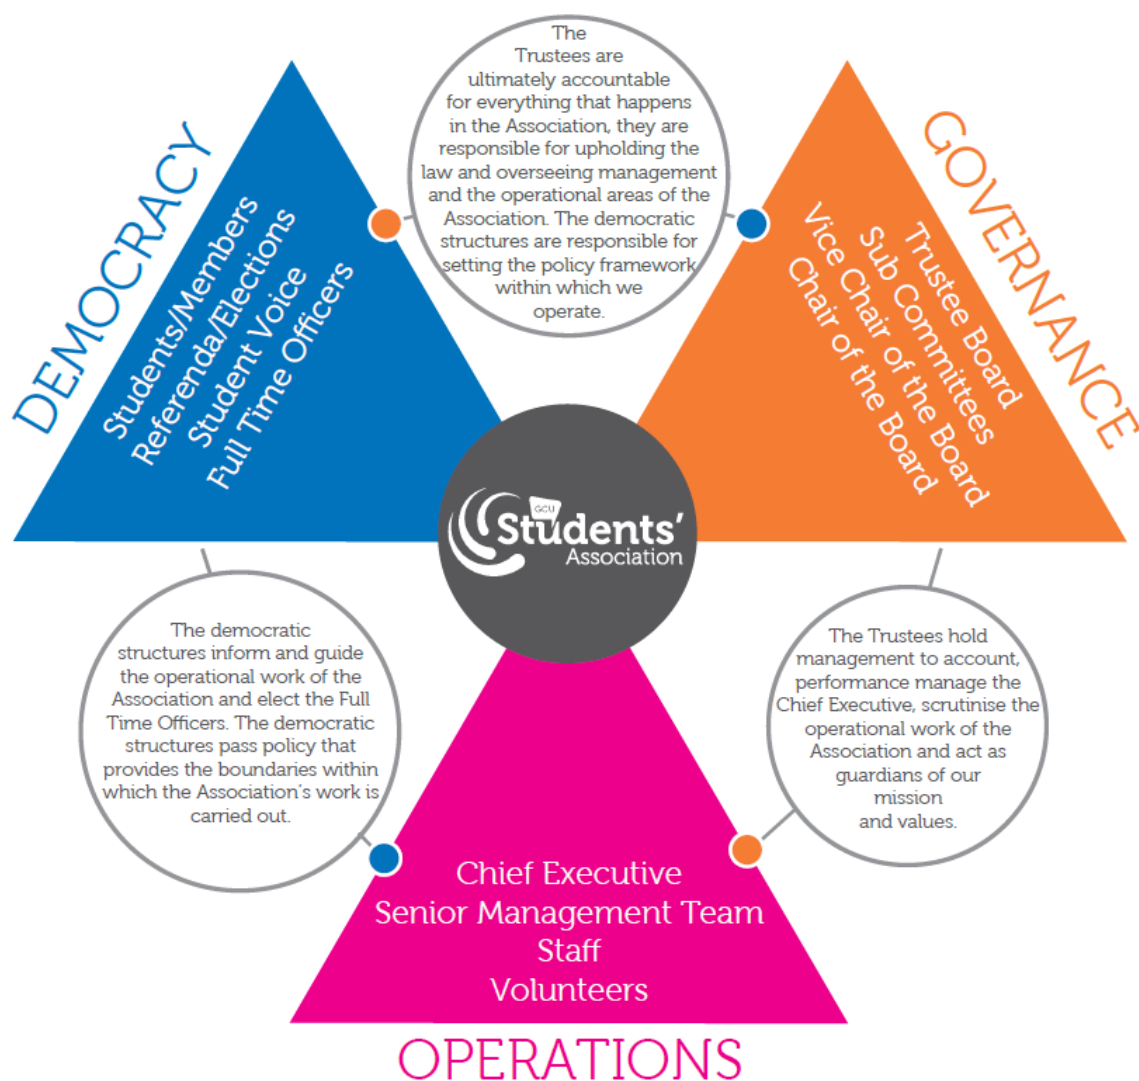 The
Trustees are
ultimately accountable
for everything that happens
in the Association, they are
responsible for upholding the
law and overseeing management
and the operational areas of the
Association. The democratic
structures are responsible for
setting the policy framework
within which we
operate.
DEMOCRACY
Students/Members
Referenda/Elections
Student Voice
Full Time Officers
GOVERNANCE
Trustee Board
Sub Committees
Vice Chair of the Board
Chair of the Board
GCU
Students'
Association
The democratic
structures inform and guide
the operational work of the
Association and elect the Full
Time Officers. The democratic
structures pass policy that
provides the boundaries within
which the Association's work is
carried out.
The Trustees hold
management to account,
performance manage the
Chief Executive, scrutinise the
operational work of the
Association and act as
guardians of our
mission
and values.
Chief Executive
Senior Management Team
Staff
Volunteers
OPERATIONS